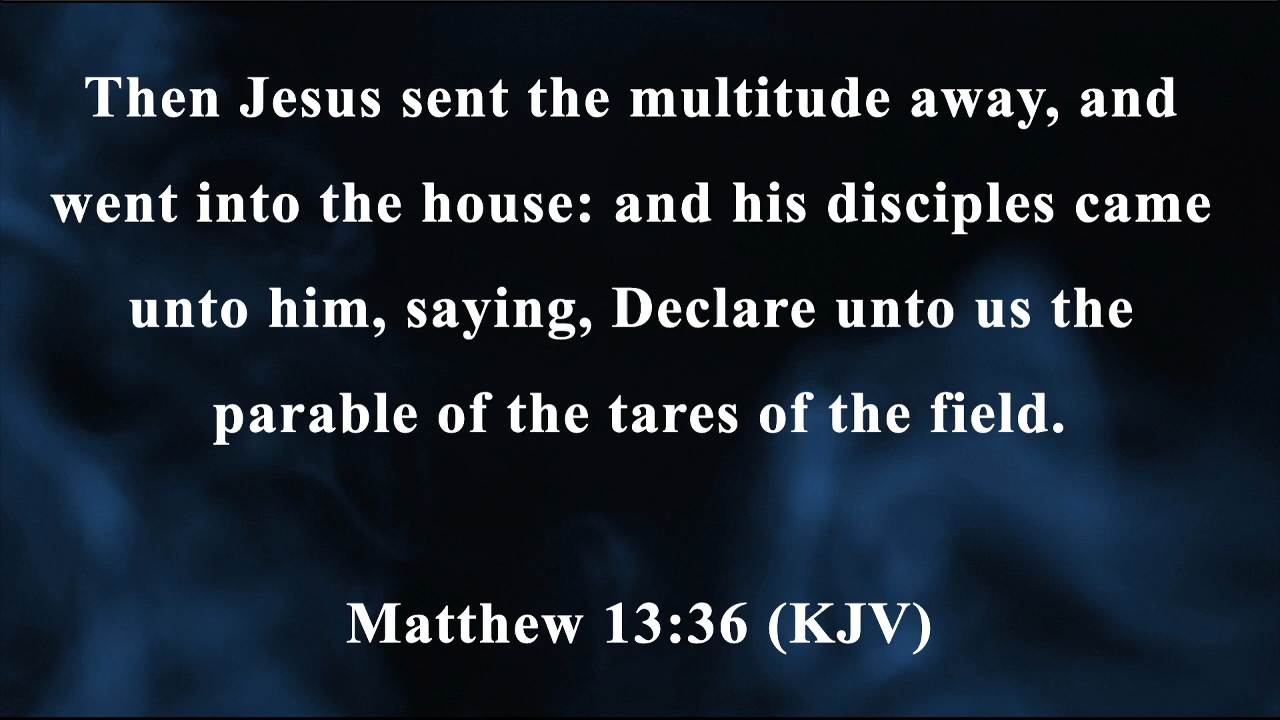 Then Jesus sent the multitude away, and
went into the house: and his disciples came
unto him, saying, Declare unto us the
parable of the tares of the field.
Matthew 13:36 (KJV)